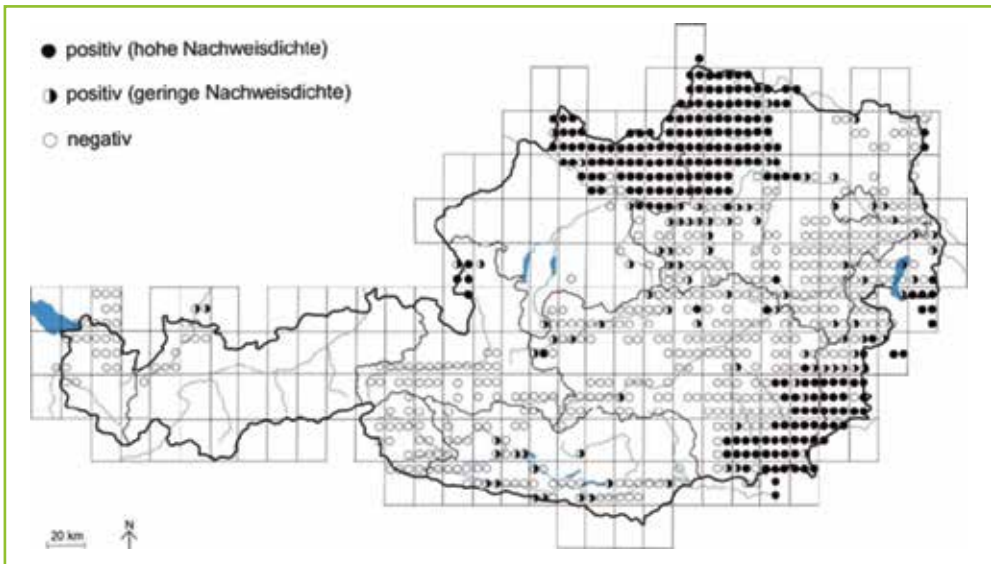 positiv (hohe Nachweisdichte)
positiv (geringe Nachweisdichte)
negativ
20 km
N